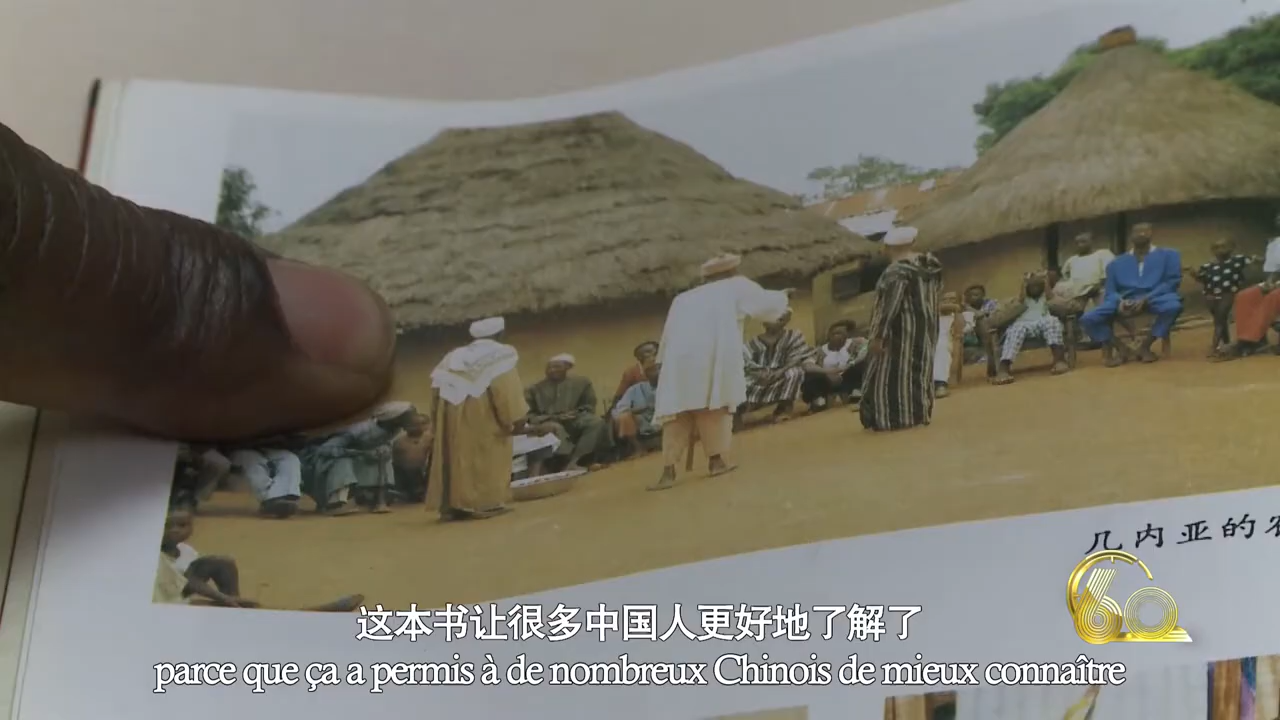 几内亚的
60
这本书让很多中国人更好地了解了
parce que ça a permis à de nombreux Chinois de mieux connaître